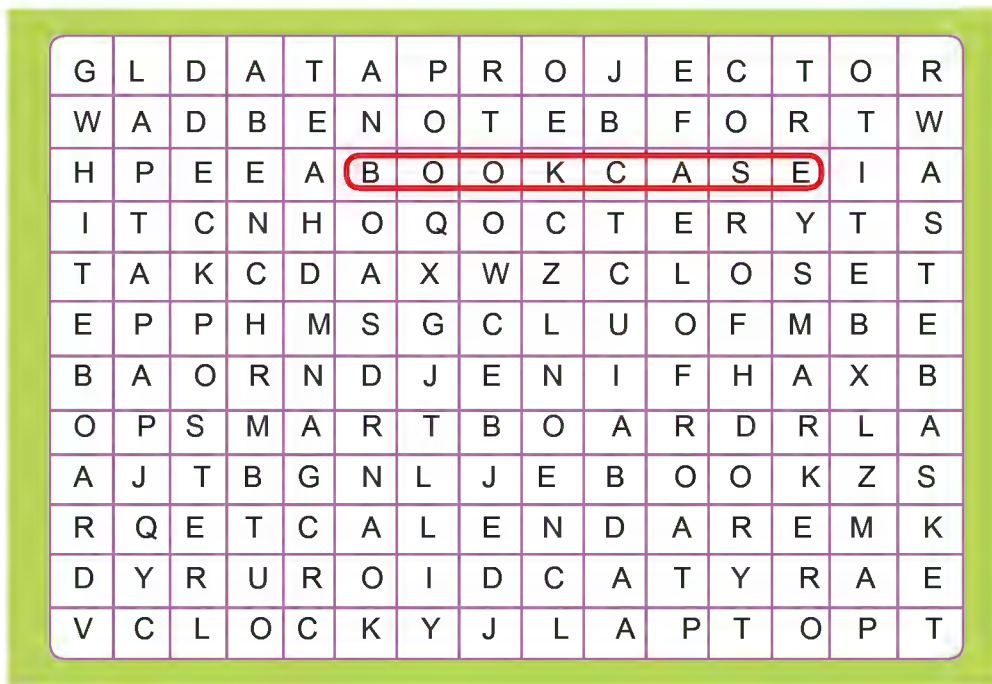 G L D A T A P R O J E C T O R
W A D B E N O T E B F O R T W
H P E E A B O O K C A S E I A
I T C N H O Q O C T E R Y T S
T A K C D A X W Z C L O S E T
E P P H M S G C L U O F M B E
B A O R N D J E N I F H A X B
O P S M A R T B O A R D R L A
A J T B G N L J E B O O K Z S
R Q E T C A L E N D A R E M K
D Y R U R O I D C A T Y R A E
V C L O C K Y J L A P T O P T